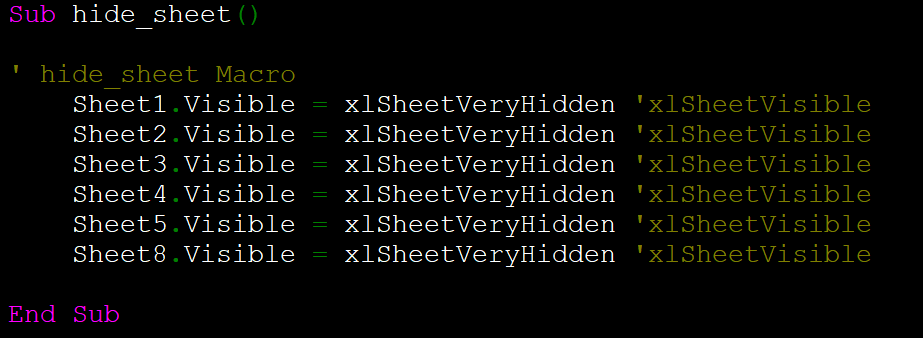 Sub hide_sheet()
' hide_sheet Macro
Sheet1.Visible = xlSheetVeryHidden 'xlSheetVisible
Sheet2.Visible = xlSheetVeryHidden 'xlSheetVisible
Sheet3.Visible = xlSheetVeryHidden 'xlSheetVisible
Sheet4.Visible = xlSheetVeryHidden 'xlSheetVisible
Sheet5.Visible = xlSheetVeryHidden 'xlSheetVisible
Sheet8.Visible = xlSheetVeryHidden 'xlSheetVisible
End Sub